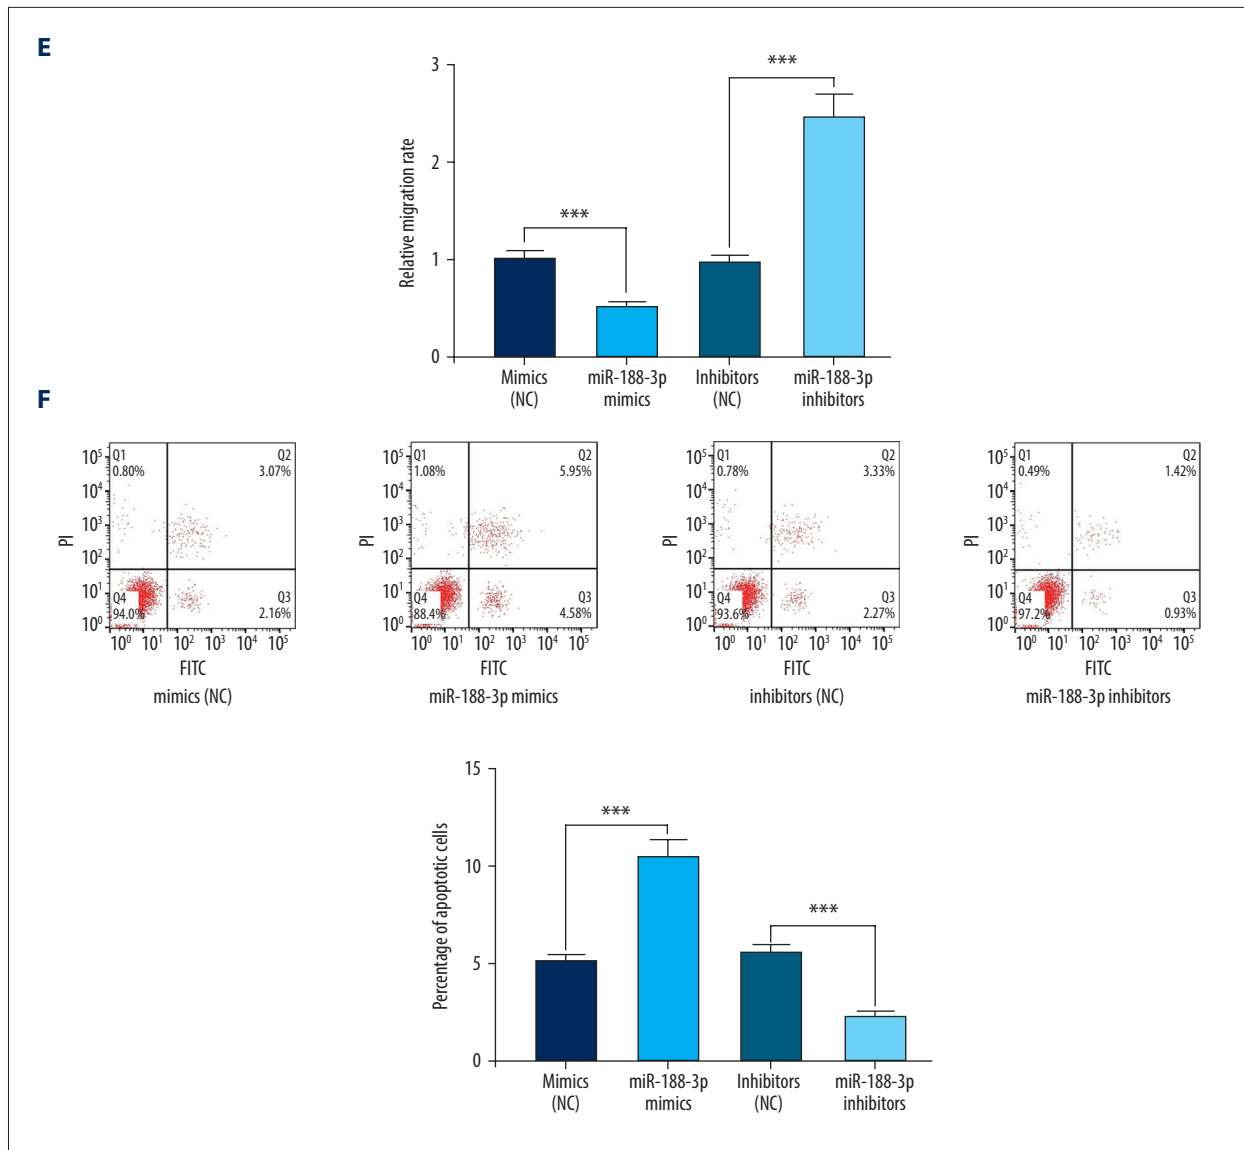 E
3
2
1
0
Relative migration rate
***
***
Mimics
(NC)
miR-188-3p
mimics
Inhibitors
(NC)
miR-188-3p
inhibitors
F
Q1
0.80%
Q2
3.07%
Q4
94.0%
Q3
2.16%
10⁵
10⁴
10³
10²
10¹
10⁰
PI
10⁰ 10¹ 10² 10³ 10⁴ 10⁵
FITC
mimics (NC)
Q1
1.08%
Q2
5.95%
Q4
88.4%
Q3
4.58%
10⁵
10⁴
10³
10²
10¹
10⁰
PI
10⁰ 10¹ 10² 10³ 10⁴ 10⁵
FITC
miR-188-3p mimics
Q1
0.78%
Q2
3.33%
Q4
93.6%
Q3
2.27%
10⁵
10⁴
10³
10²
10¹
10⁰
PI
10⁰ 10¹ 10² 10³ 10⁴ 10⁵
FITC
inhibitors (NC)
Q1
0.49%
Q2
1.42%
Q4
97.2%
Q3
0.93%
10⁵
10⁴
10³
10²
10¹
10⁰
PI
10⁰ 10¹ 10² 10³ 10⁴ 10⁵
FITC
miR-188-3p inhibitors
15
10
5
0
Percentage of apoptotic cells
***
***
Mimics
(NC)
miR-188-3p
mimics
Inhibitors
(NC)
miR-188-3p
inhibitors